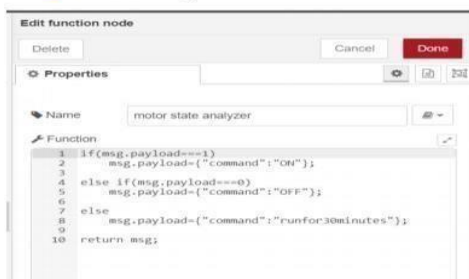 Edit function node
Delete
Cancel
Done
Properties
Name
motor state analyzer
Function
1 if(msg.payload===1)
2 msg.payload={"command":"ON"};
3
4 else if(msg.payload===0)
5 msg.payload={"command":"OFF"};
6
7 else
8 msg.payload={"command":"runfor30minutes"};
9
10 return msg;